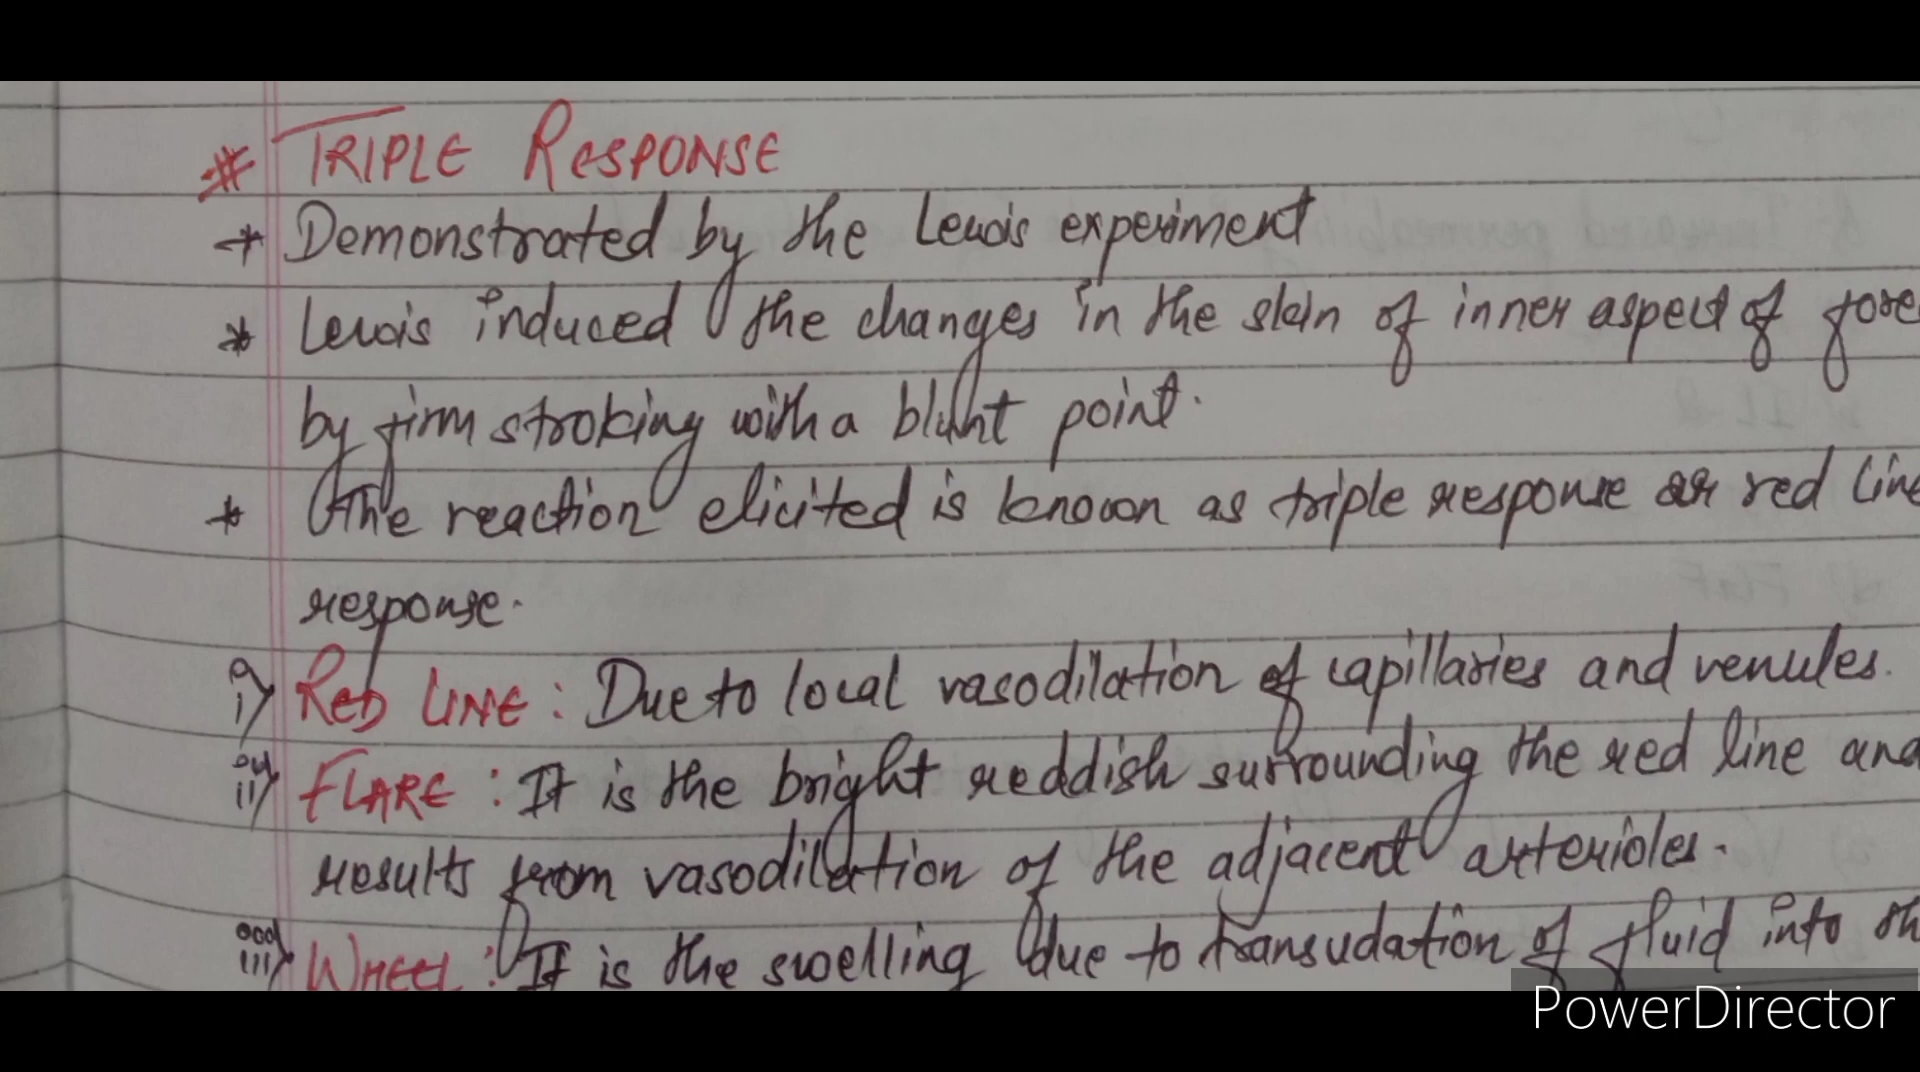 # TRIPLE RESPONSE
* Demonstrated by the Lewis experiment
* Lewis induced the changes in the skin of inner aspect of fore
by firm stroking with a blunt point.
* The reaction elicited is known as triple response or red line
response.
i) RED LINE : Due to local vasodilation of capillaries and venules.
ii) FLARE : It is the bright reddish surrounding the red line and
results from vasodilation of the adjacent arterioles.
iii) WHEEL : It is the swelling due to transudation of fluid into th
PowerDirector